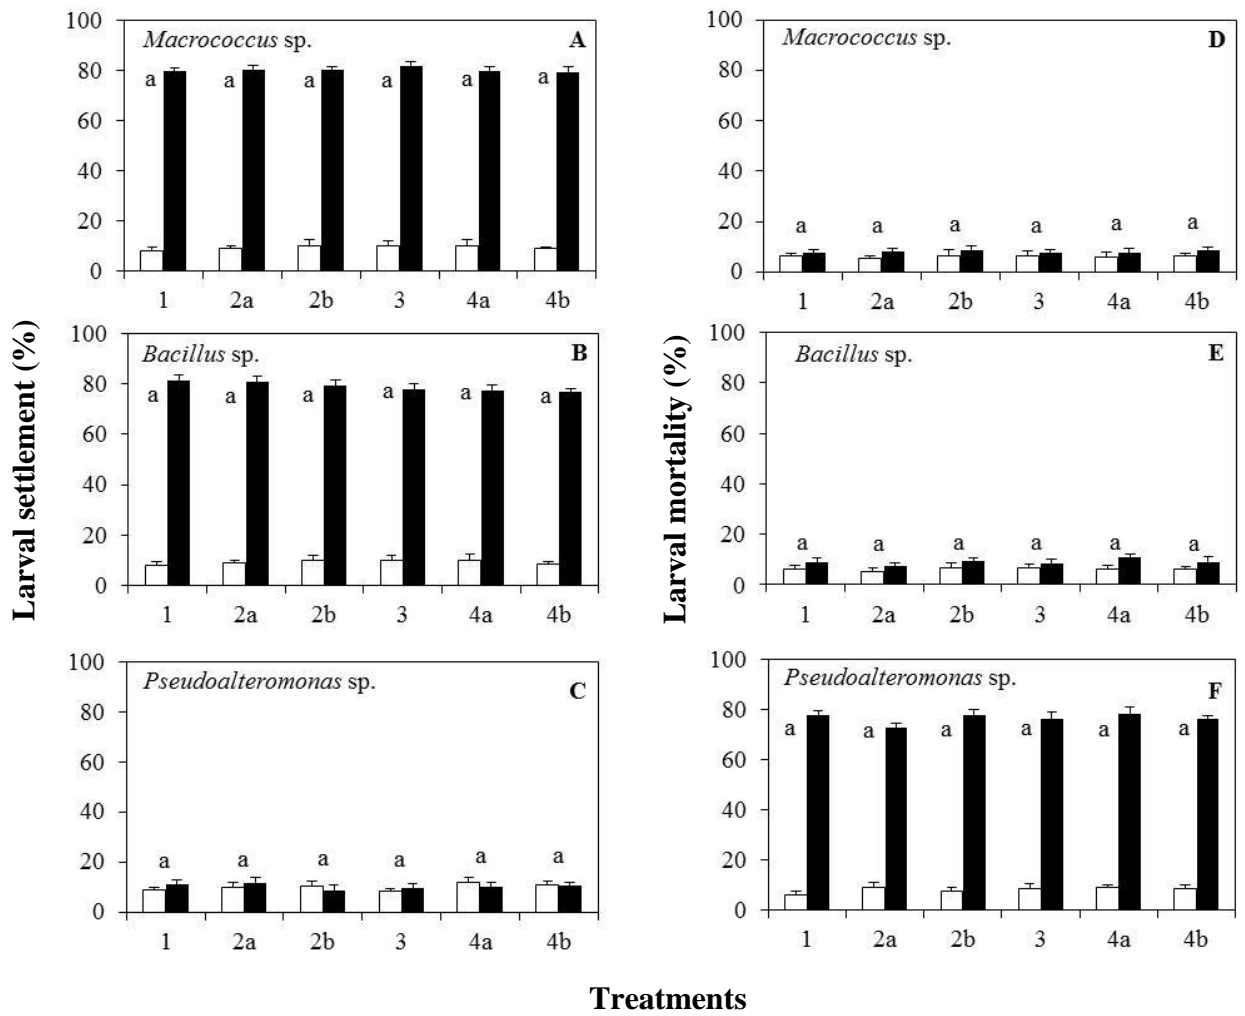 Larval settlement (%)
Macrococcus sp. A
100
80
60
40
20
0
a a a a a a
1 2a 2b 3 4a 4b
Bacillus sp. B
100
80
60
40
20
0
a a a a a a
1 2a 2b 3 4a 4b
Pseudoalteromonas sp. C
100
80
60
40
20
0
a a a a a a
1 2a 2b 3 4a 4b
Larval mortality (%)
Macrococcus sp. D
100
80
60
40
20
0
a a a a a a
1 2a 2b 3 4a 4b
Bacillus sp. E
100
80
60
40
20
0
a a a a a a
1 2a 2b 3 4a 4b
Pseudoalteromonas sp. F
100
80
60
40
20
0
a a a a a a
1 2a 2b 3 4a 4b
Treatments